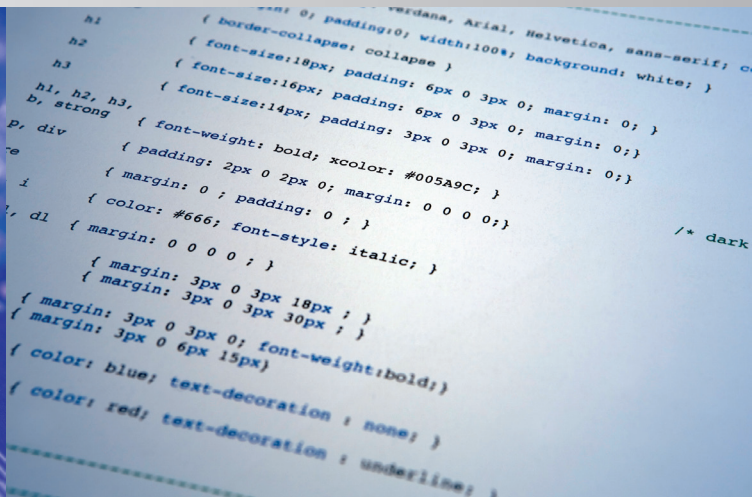 verdana, Arial, Helvetica, sans-serif;
0; padding:0; width:100%; background: white; }
{ border-collapse: collapse }
h1 { font-size:18px; padding: 6px 0 3px 0; margin: 0; }
h2 { font-size:16px; padding: 6px 0 3px 0; margin: 0;}
h3 { font-size:14px; padding: 3px 0 3px 0; margin: 0;}
h1, h2, h3,
b, strong { font-weight: bold; xcolor: #005A9C; } /* dark
p, div { padding: 2px 0 2px 0; margin: 0 0 0 0;}
{ margin: 0 ; padding: 0 ; }
i { color: #666; font-style: italic; }
, dl { margin: 0 0 0 0 ; }
{ margin: 3px 0 3px 18px ; }
{ margin: 3px 0 3px 30px ; }
{ margin: 3px 0 3px 0; font-weight:bold;}
{ margin: 3px 0 6px 15px}
{ color: blue; text-decoration : none; }
{ color: red; text-decoration : underline; }